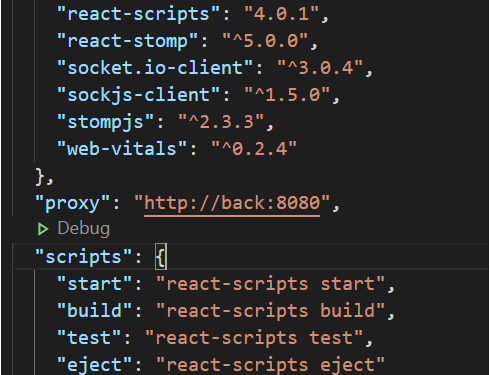 "react-scripts": "4.0.1",
"react-stomp": "^5.0.0",
"socket.io-client": "^3.0.4",
"sockjs-client": "^1.5.0",
"stompjs": "^2.3.3",
"web-vitals": "^0.2.4"
},
"proxy": "http://back:8080",
Debug
"scripts": {
"start": "react-scripts start",
"build": "react-scripts build",
"test": "react-scripts test",
"eject": "react-scripts eject"